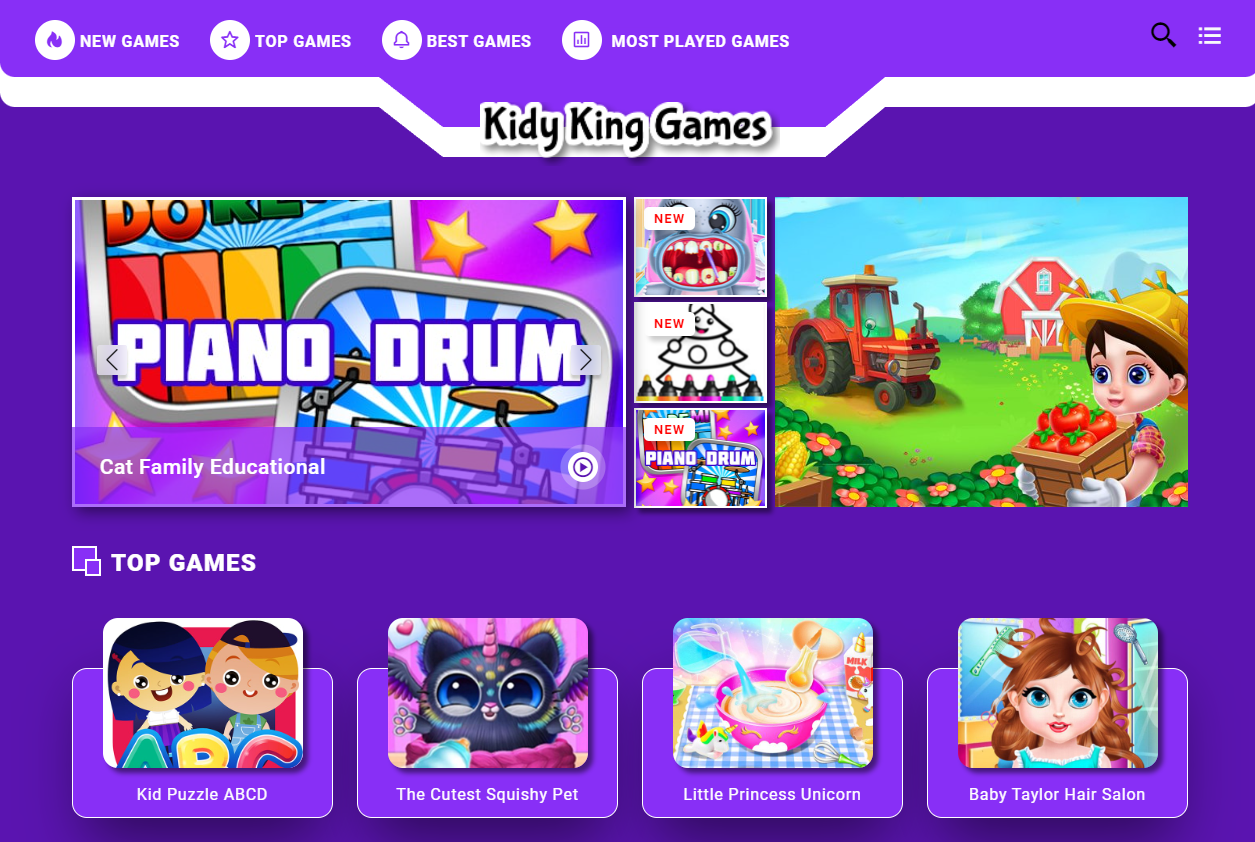 NEW GAMES
TOP GAMES
BEST GAMES
MOST PLAYED GAMES
Kidy King Games
PIANO DRUM
Cat Family Educational
NEW
NEW
NEW
PIANO DRUM
TOP GAMES
ABC
MILK
Kid Puzzle ABCD
The Cutest Squishy Pet
Little Princess Unicorn
Baby Taylor Hair Salon